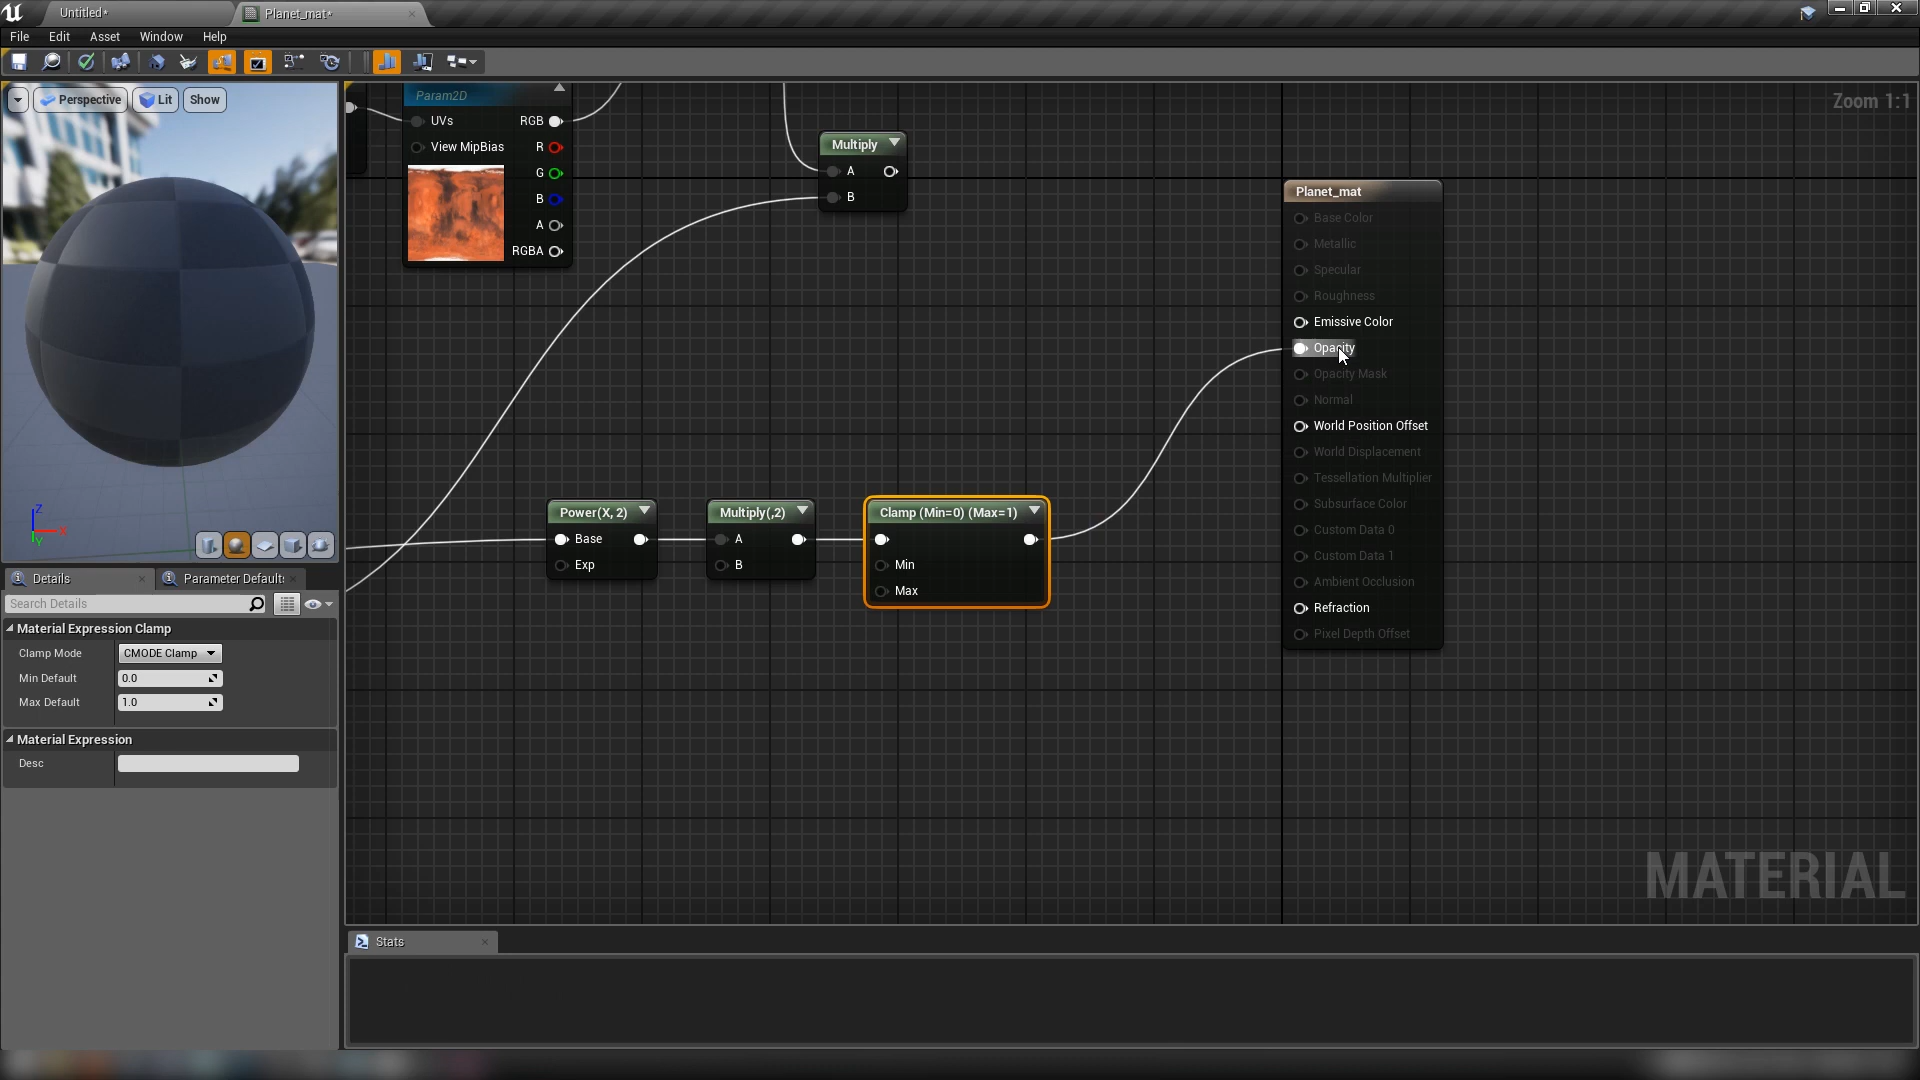 Untitled*
Planet_mat*
File Edit Asset Window Help
Perspective Lit Show
Param2D
UVs RGB
View MipBias R
G
B
A
RGBA
Multiply
A
B
Zoom 1:1
Planet_mat
Base Color
Metallic
Specular
Roughness
Emissive Color
Opacity
Opacity Mask
Normal
World Position Offset
World Displacement
Tessellation Multiplier
Subsurface Color
Custom Data 0
Custom Data 1
Ambient Occlusion
Refraction
Pixel Depth Offset
Power(X, 2)
Base
Exp
Multiply(,2)
A
B
Clamp (Min=0) (Max=1)
Min
Max
Z
X
Y
Details
Parameter Default
Search Details
Material Expression Clamp
Clamp Mode CMODE Clamp
Min Default 0.0
Max Default 1.0
Material Expression
Desc
MATERIAL
Stats